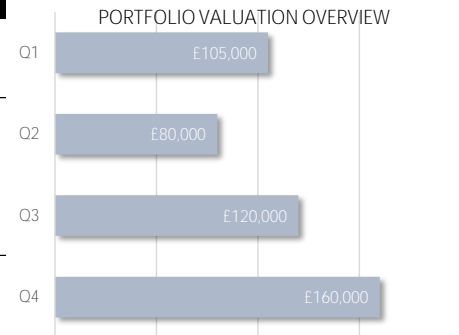 PORTFOLIO VALUATION OVERVIEW
Q1 £105,000
Q2 £80,000
Q3 £120,000
Q4 £160,000